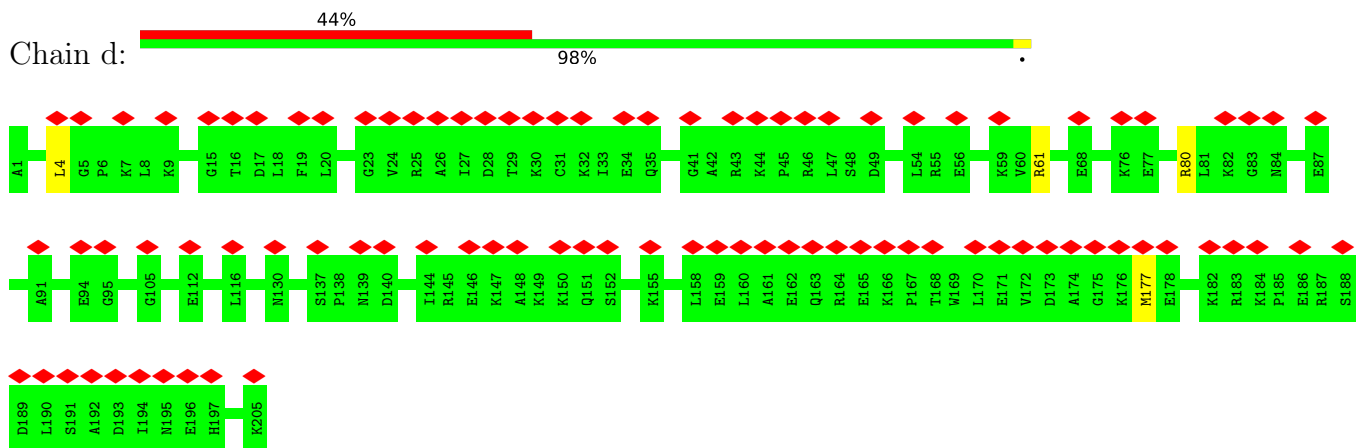 44%
Chain d:
98%
.
A1 L4 G5 P6 K7 L8 K9 G15 T16 D17 L18 F19 L20 G23 V24 R25 A26 I27 D28 T29 K30 C31 K32 I33 E34 Q35 G41 A42 R43 K44 P45 R46 L47 S48 D49 L54 R55 E56 K59 V60 R61 E68 K76 E77 R80 L81 K82 G83 N84 E87
A91 E94 G95 G105 E112 L116 N130 S137 P138 N139 D140 I144 R145 E146 K147 A148 K149 K150 Q151 S152 K155 L158 E159 L160 A161 E162 Q163 R164 E165 K166 P167 T168 W169 L170 E171 V172 D173 A174 G175 K176 M177 E178 K182 R183 K184 P185 E186 R187 S188
D189 L190 S191 A192 D193 I194 N195 E196 H197 K205